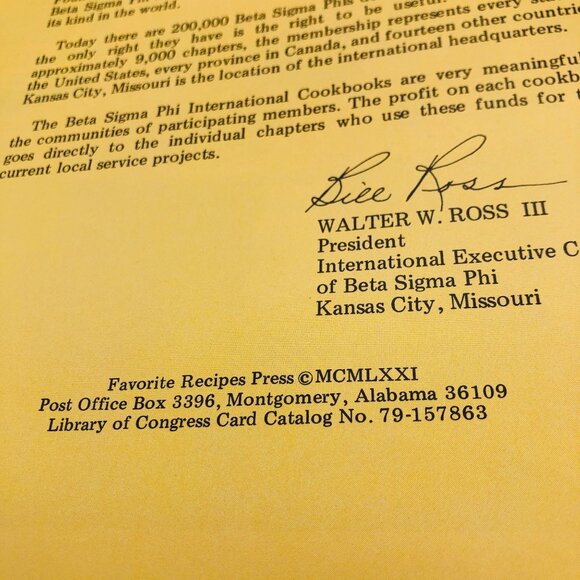 Beta Sigma Phi
its kind in the world.
Today there are 200,000 Beta Sigma Phis
the only right they have is the right to be useful.
approximately 9,000 chapters, the membership represents every
the United States, every province in Canada, and fourteen other countries
Kansas City, Missouri is the location of the international headquarters.
The Beta Sigma Phi International Cookbooks are very meaningful
the communities of participating members. The profit on each
goes directly to the individual chapters who use these funds for
current local service projects.
Bill Ross
WALTER W. ROSS III
President
International Executive C
of Beta Sigma Phi
Kansas City, Missouri
Favorite Recipes Press ©MCMLXXI
Post Office Box 3396, Montgomery, Alabama 36109
Library of Congress Card Catalog No. 79-157863